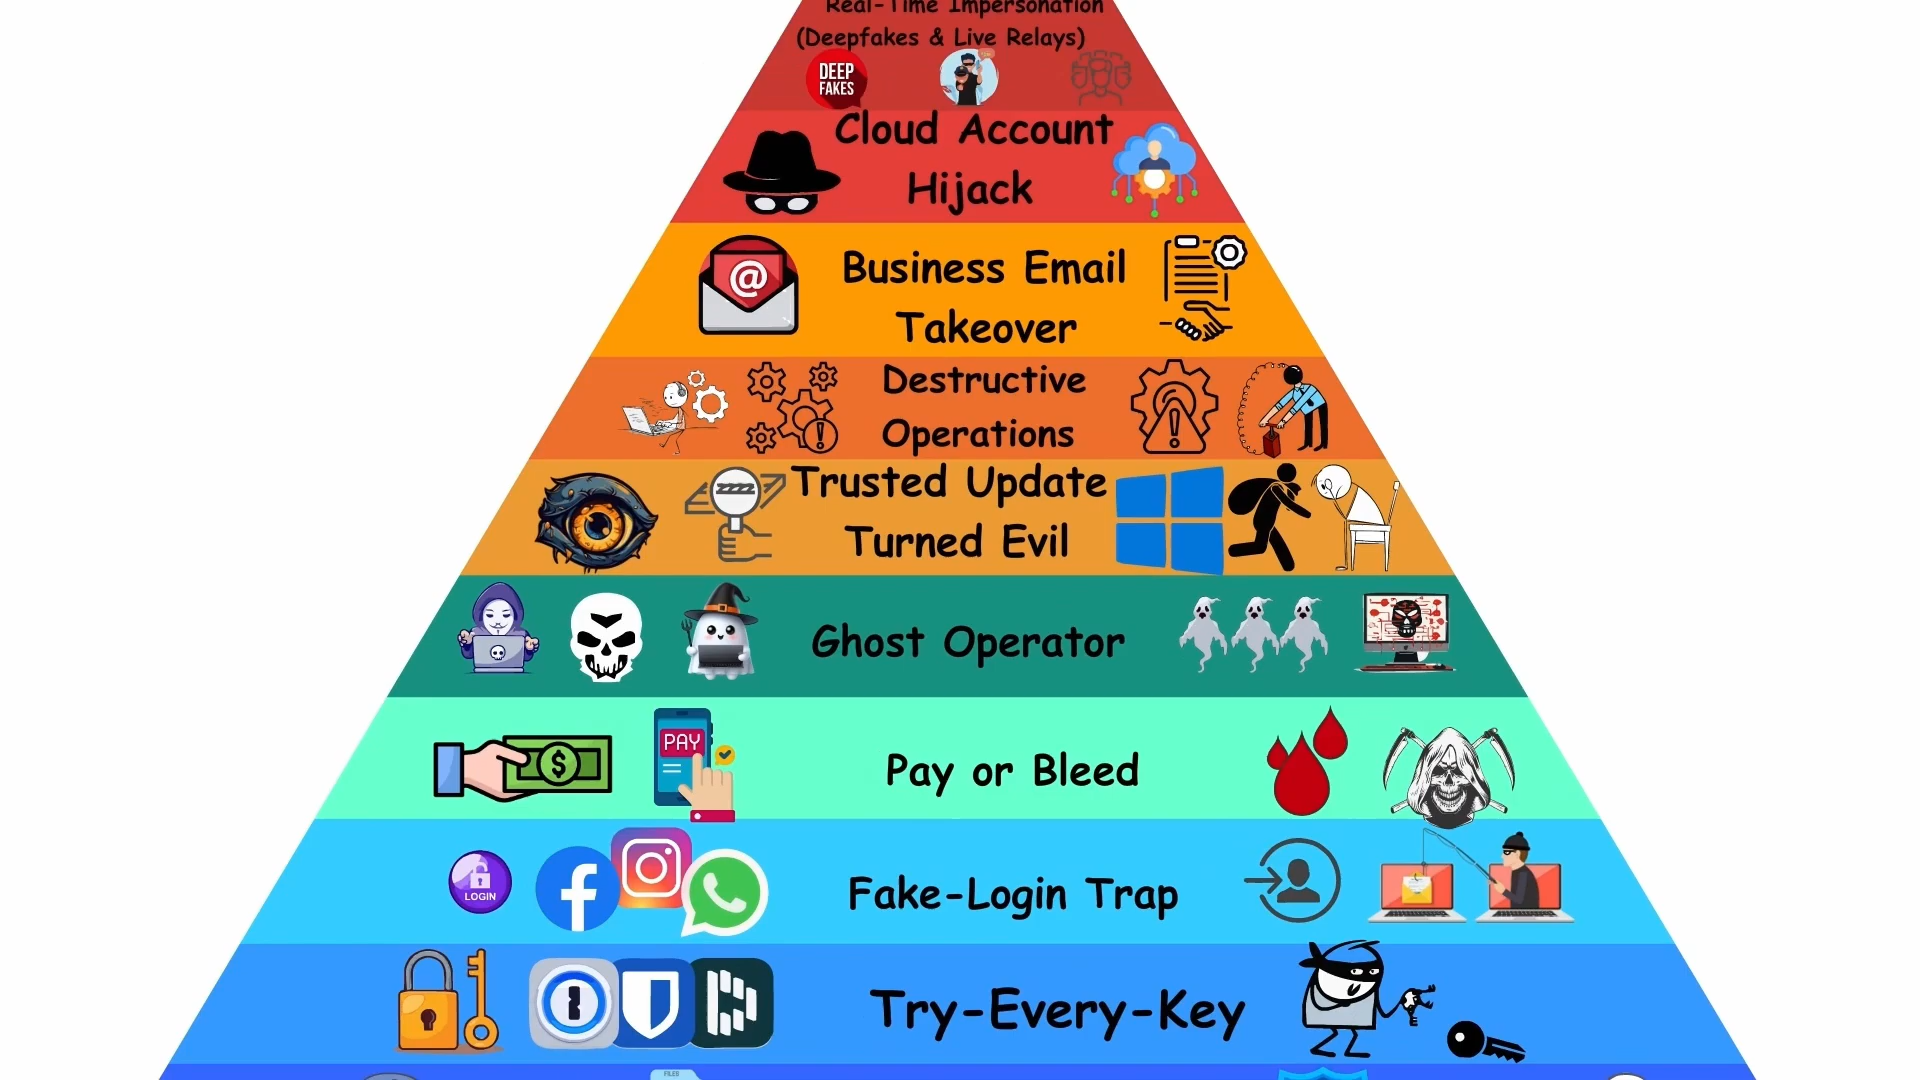 Real-Time Impersonation
(Deepfakes & Live Relays)
DEEP
FAKES
Cloud Account
Hijack
@
Business Email
Takeover
Destructive
Operations
Trusted Update
Turned Evil
Ghost Operator
$
PAY
Pay or Bleed
LOGIN
Fake-Login Trap
Try-Every-Key
FILES